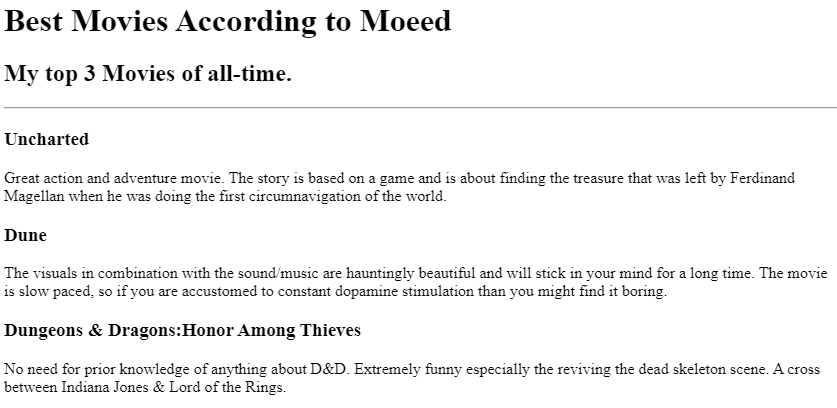 Best Movies According to Moeed
My top 3 Movies of all-time.
Uncharted
Great action and adventure movie. The story is based on a game and is about finding the treasure that was left by Ferdinand
Magellan when he was doing the first circumnavigation of the world.
Dune
The visuals in combination with the sound/music are hauntingly beautiful and will stick in your mind for a long time. The movie
is slow paced, so if you are accustomed to constant dopamine stimulation than you might find it boring.
Dungeons & Dragons:Honor Among Thieves
No need for prior knowledge of anything about D&D. Extremely funny especially the reviving the dead skeleton scene. A cross
between Indiana Jones & Lord of the Rings.